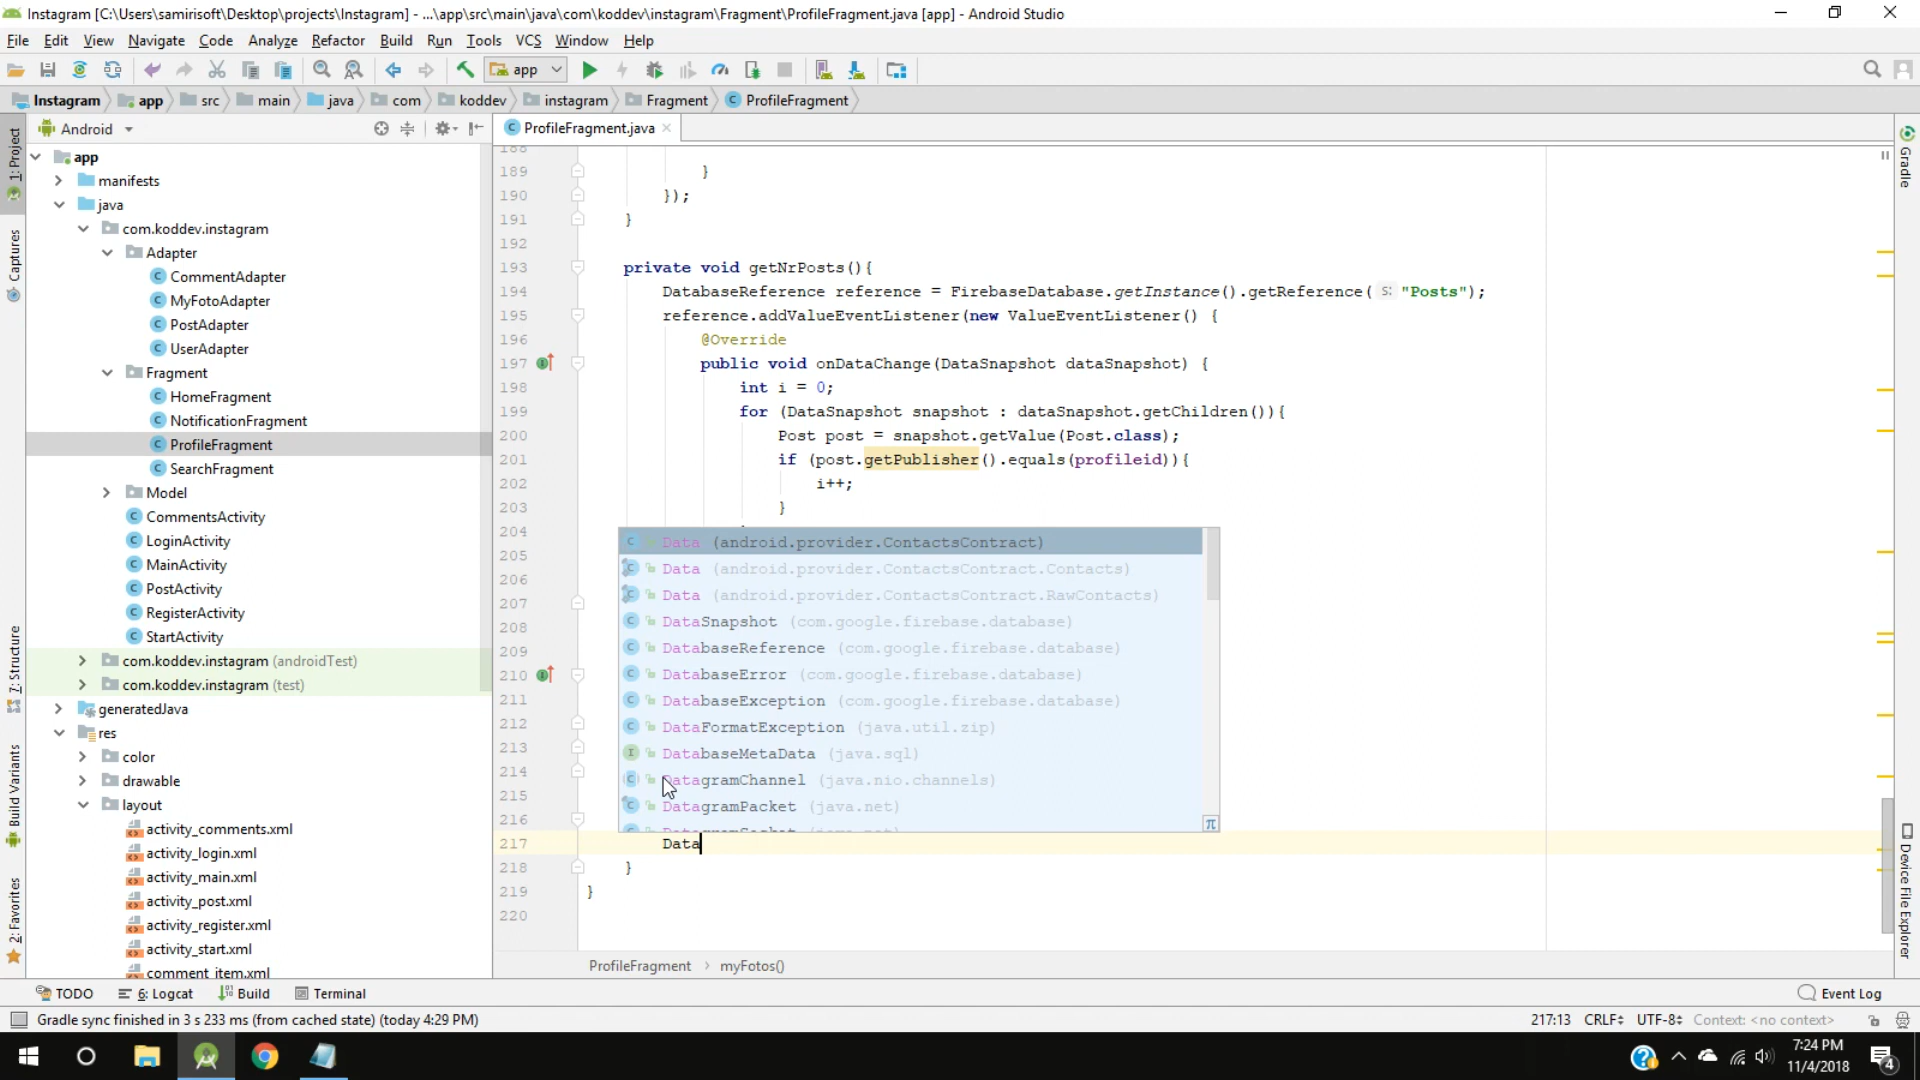 Instagram [C:\Users\samirisoft\Desktop\projects\Instagram] - ...\app\src\main\java\com\koddev\instagram\Fragment\ProfileFragment.java [app] - Android Studio
File Edit View Navigate Code Analyze Refactor Build Run Tools VCS Window Help
app
Instagram app src main java com koddev instagram Fragment ProfileFragment
Android
ProfileFragment.java
1: Project
Captures
7: Structure
Build Variants
2: Favorites
app
manifests
java
com.koddev.instagram
Adapter
CommentAdapter
MyFotoAdapter
PostAdapter
UserAdapter
Fragment
HomeFragment
NotificationFragment
ProfileFragment
SearchFragment
Model
CommentsActivity
LoginActivity
MainActivity
PostActivity
RegisterActivity
StartActivity
com.koddev.instagram (androidTest)
com.koddev.instagram (test)
generatedJava
res
color
drawable
layout
activity_comments.xml
activity_login.xml
activity_main.xml
activity_post.xml
activity_register.xml
activity_start.xml
comment_item.xml
188
189 }
190 });
191 }
192
193 private void getNrPosts(){
194 DatabaseReference reference = FirebaseDatabase.getInstance().getReference( s: "Posts");
195 reference.addValueEventListener(new ValueEventListener() {
196 @Override
197 public void onDataChange(DataSnapshot dataSnapshot) {
198 int i = 0;
199 for (DataSnapshot snapshot : dataSnapshot.getChildren()){
200 Post post = snapshot.getValue(Post.class);
201 if (post.getPublisher().equals(profileid)){
202 i++;
203 }
204
205
206
207
208
209
210
211
212
213
214
215
216
Data (android.provider.ContactsContract)
Data (android.provider.ContactsContract.Contacts)
Data (android.provider.ContactsContract.RawContacts)
DataSnapshot (com.google.firebase.database)
DatabaseReference (com.google.firebase.database)
DatabaseError (com.google.firebase.database)
DatabaseException (com.google.firebase.database)
DataFormatException (java.util.zip)
DatabaseMetaData (java.sql)
DatagramChannel (java.nio.channels)
DatagramPacket (java.net)
DatagramSocket (java.net)
217 Data
218 }
219 }
220
ProfileFragment myFotos()
Gradle
Device File Explorer
TODO 6: Logcat Build Terminal Event Log
Gradle sync finished in 3 s 233 ms (from cached state) (today 4:29 PM) 217:13 CRLF UTF-8 Context: <no context>
7:24 PM
11/4/2018
4